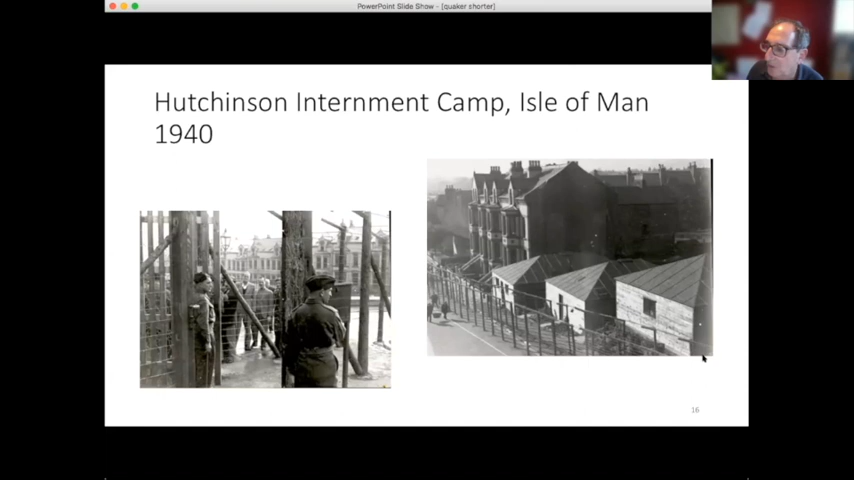 PowerPoint Slide Show - [quaker shorter]
Hutchinson Internment Camp, Isle of Man
1940
16